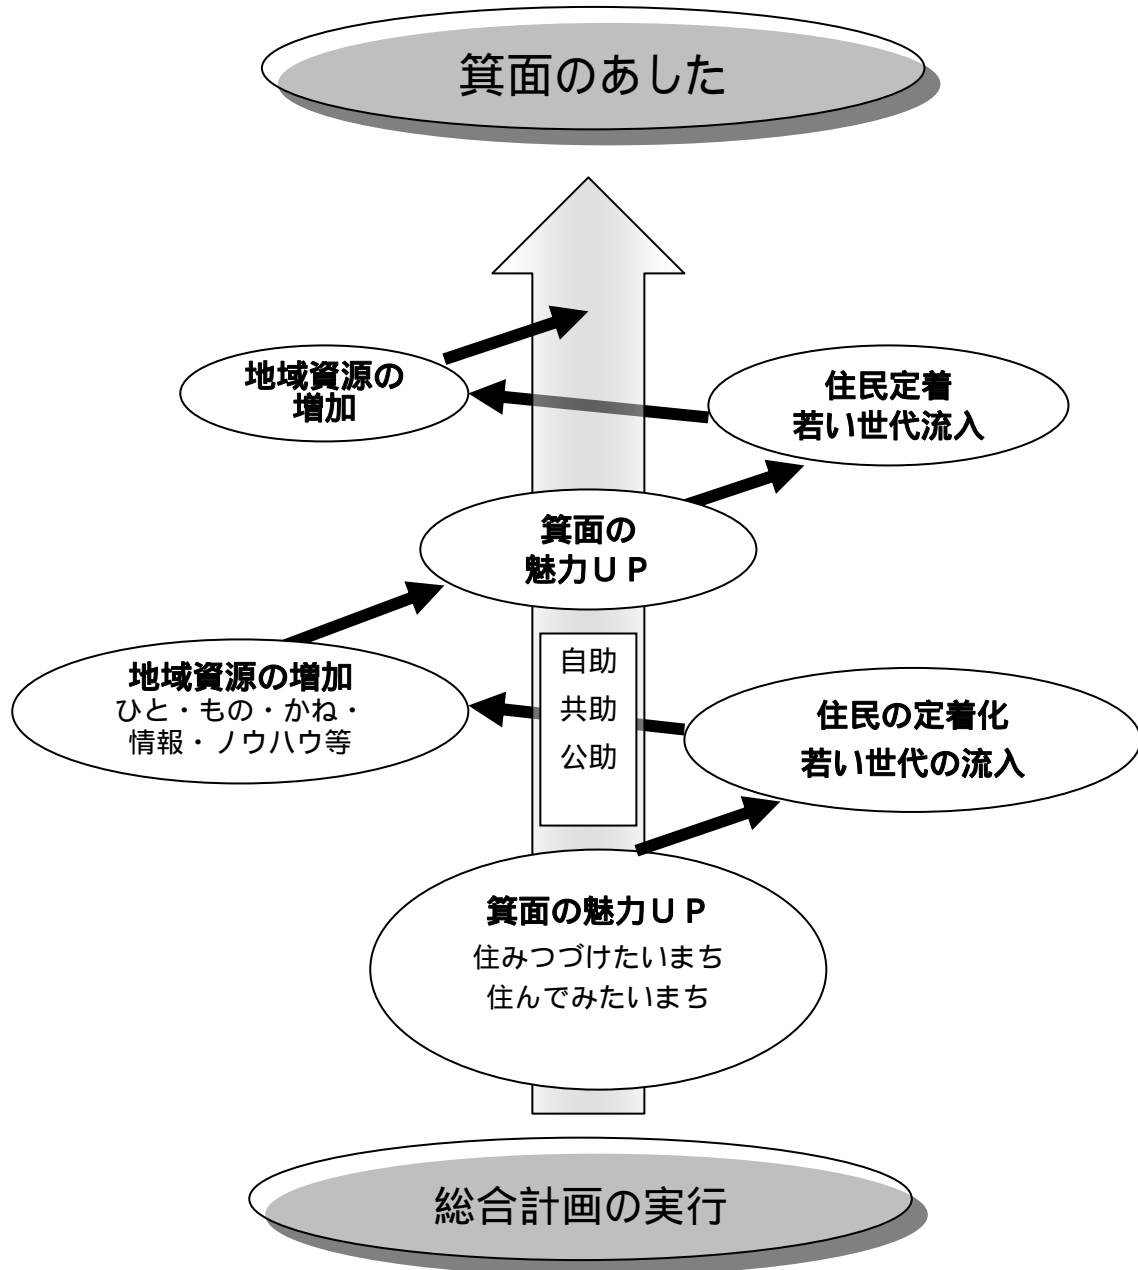 箕面のあした
地域資源の
増加
住民定着
若い世代流入
箕面の
魅力ＵＰ
地域資源の増加
ひと・もの・かね・
情報・ノウハウ等
自助
共助
公助
住民の定着化
若い世代の流入
箕面の魅力ＵＰ
住みつづけたいまち
住んでみたいまち
総合計画の実行